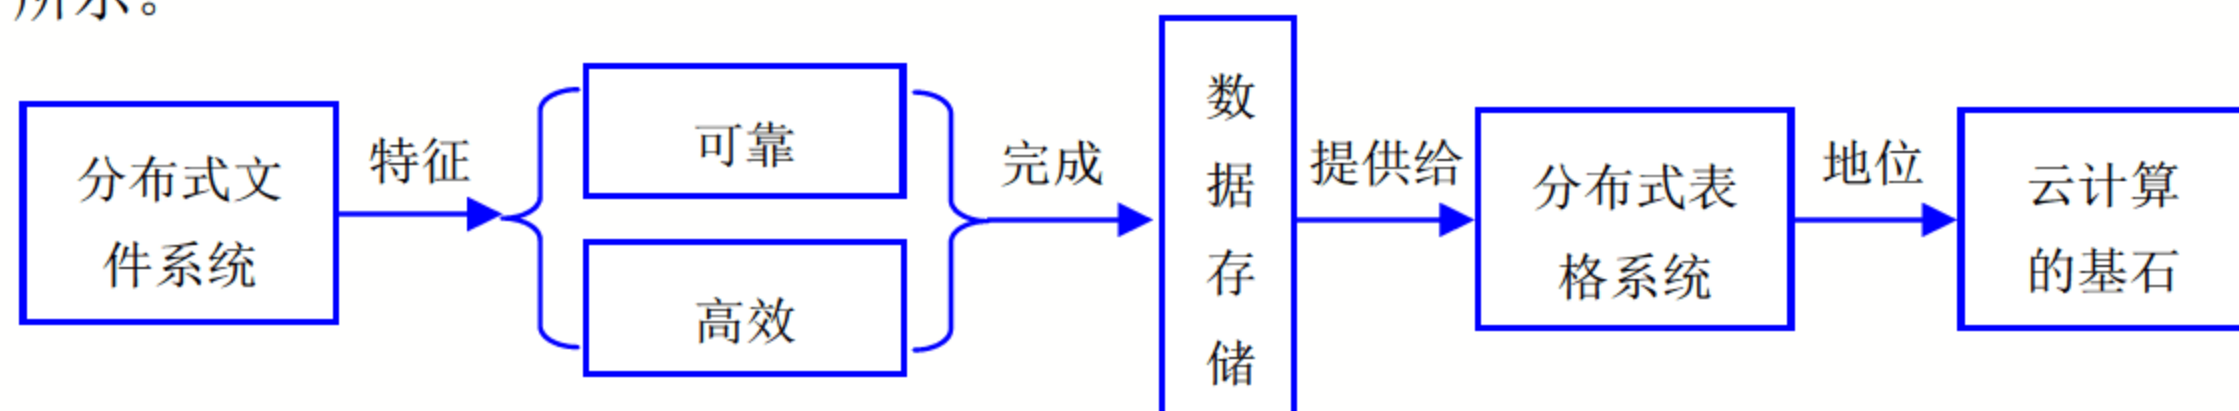 所示。
分布式文
件系统
特征
可靠
高效
完成
数
据
存
储
提供给
分布式表
格系统
地位
云计算
的基石